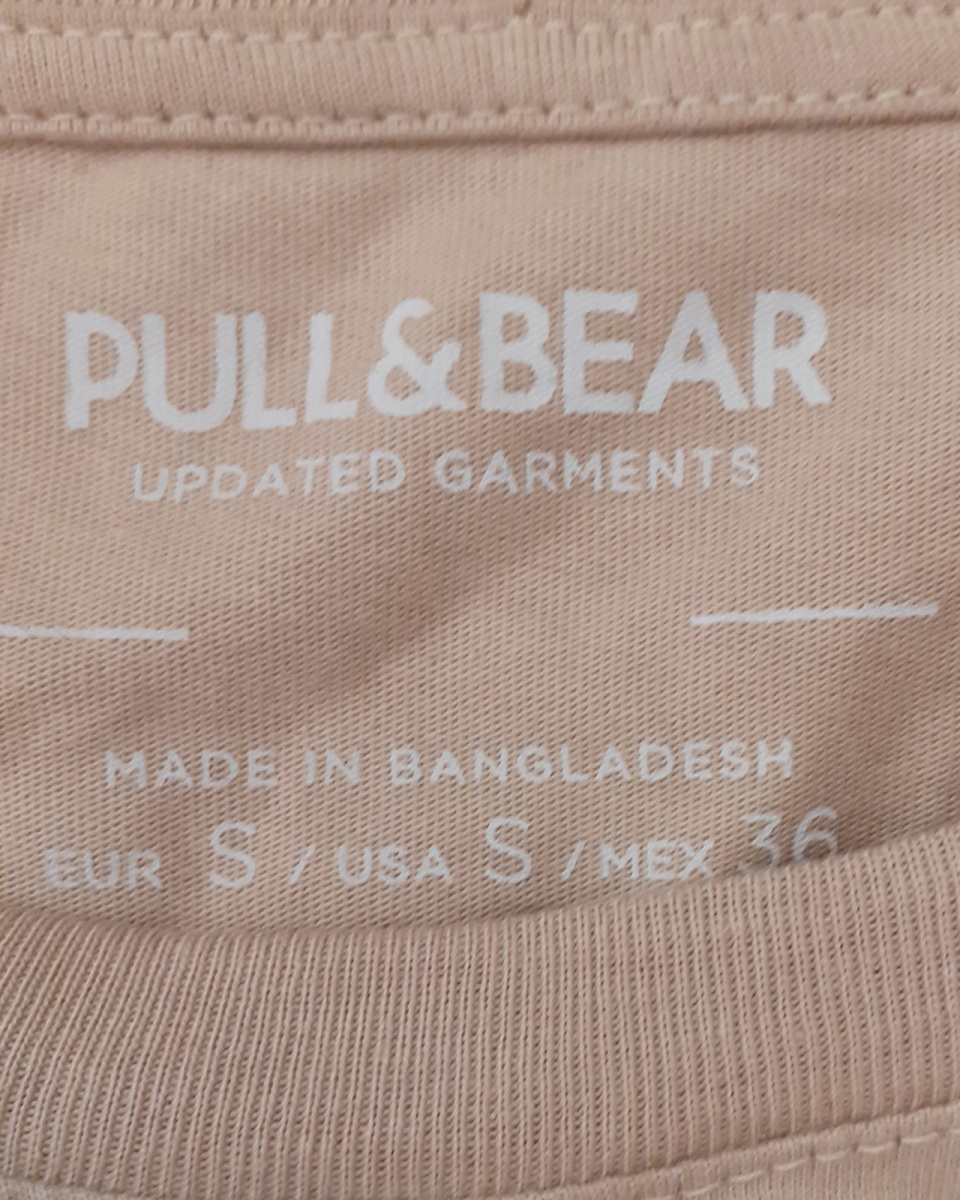 PULL&BEAR
UPDATED GARMENTS
MADE IN BANGLADESH
EUR S / USA S / MEX 36